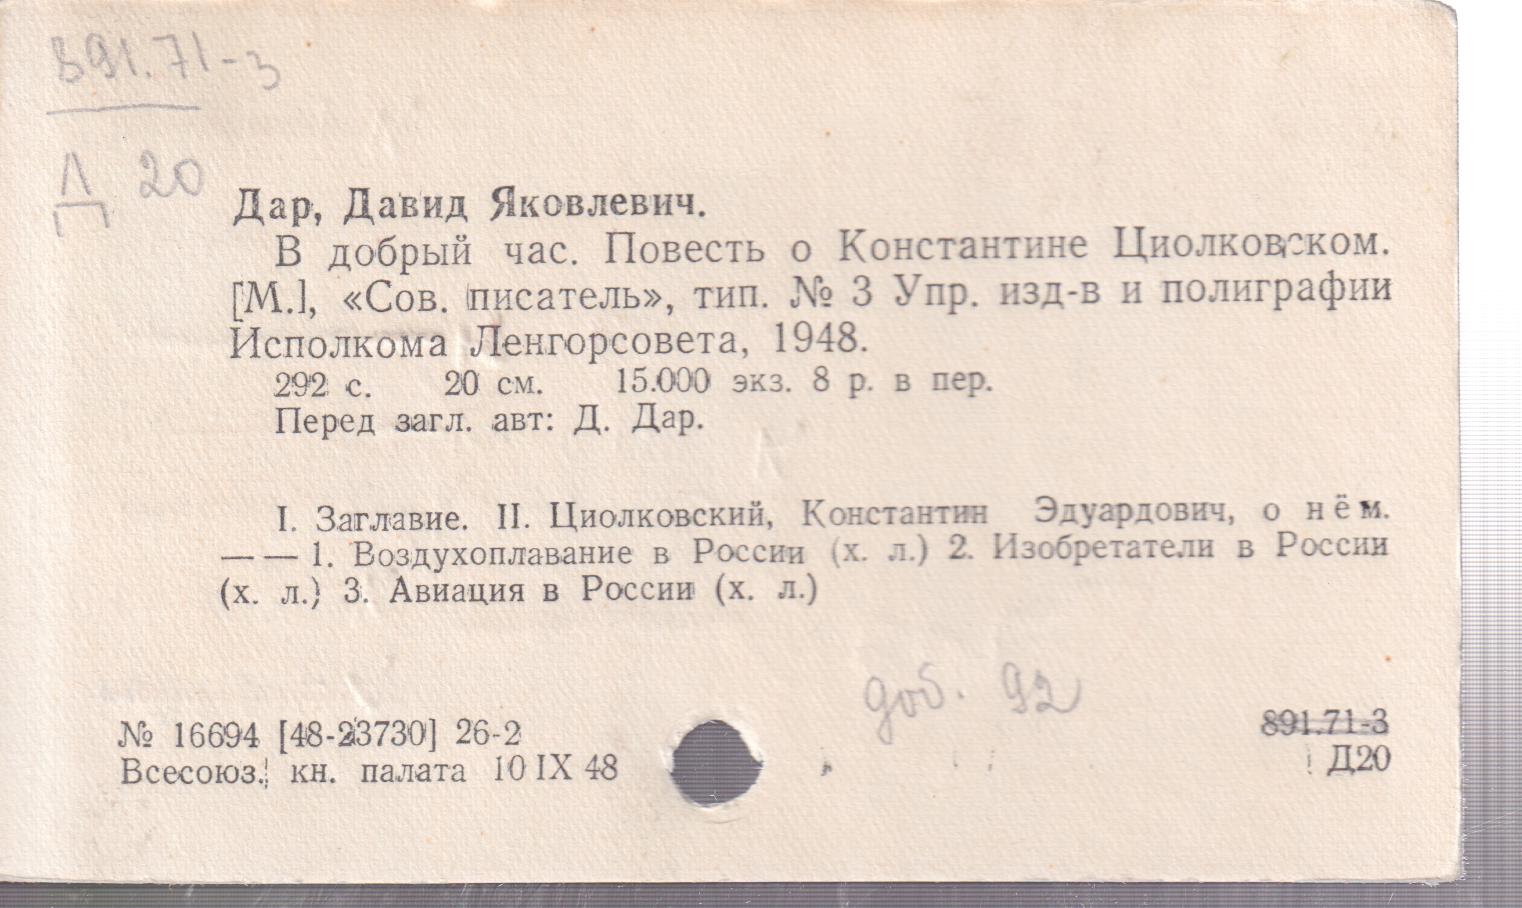 891.71-3
Д 20
Дар, Давид Яковлевич.
В добрый час. Повесть о Константине Циолковском.
[М.], «Сов. писатель», тип. № 3 Упр. изд-в и полиграфии
Исполкома Ленгорсовета, 1948.
292 с. 20 см. 15.000 экз. 8 р. в пер.
Перед загл. авт: Д. Дар.
I. Заглавие. II. Циолковский, Константин Эдуардович, о нём.
— — 1. Воздухоплавание в России (х. л.) 2. Изобретатели в России
(х. л.) 3. Авиация в России (х. л.)
доб. 92
№ 16694 [48-23730] 26-2
891.71-3
Всесоюз. кн. палата 10 IX 48
Д20